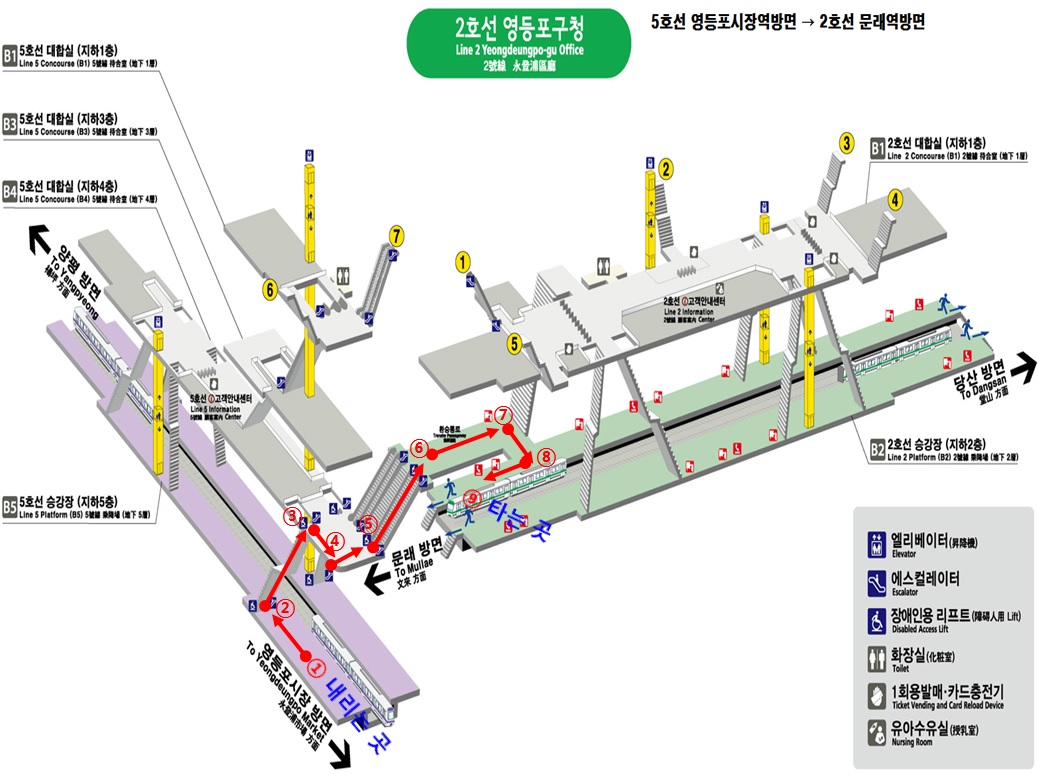 2호선 영등포구청
Line 2 Yeongdeungpo-gu Office
2號線 永登浦區廳
5호선 영등포시장역방면 → 2호선 문래역방면
B1 5호선 대합실 (지하1층)
Line 5 Concourse (B1) 5號線 待合室 (地下 1層)
B3 5호선 대합실 (지하3층)
Line 5 Concourse (B3) 5號線 待合室 (地下 3層)
B4 5호선 대합실 (지하4층)
Line 5 Concourse (B4) 5號線 待合室 (地下 4層)
양평 방면
To Yangpyeong
楊坪 方面
B5 5호선 승강장 (지하5층)
Line 5 Platform (B5) 5號線 乘降場 (地下 5層)
6
7
1
5
2
3
4
B1 2호선 대합실 (지하1층)
Line 2 Concourse (B1) 2號線 待合室 (地下 1層)
2호선 고객안내센터
Line 2 Information
2號線 顧客案內 Center
5호선 고객안내센터
Line 5 Information
5號線 顧客案內 Center
당산 방면
To Dangsan
堂山 方面
B2 2호선 승강장 (지하2층)
Line 2 Platform (B2) 2號線 乘降場 (地下 2層)
환승통로
Transfer Passageway
⑥
⑦
⑧
⑨
타는 곳
③
④
⑤
문래 방면
To Mullae
文來 方面
②
①
내리는 곳
영등포시장 방면
To Yeongdeungpo Market
永登浦市場 方面
엘리베이터(昇降機)
Elevator
에스컬레이터
Escalator
장애인용 리프트(障碍人用 Lift)
Disabled Access Lift
화장실(化粧室)
Toilet
1회용발매·카드충전기
Ticket Vending and Card Reload Device
유아수유실(授乳室)
Nursing Room